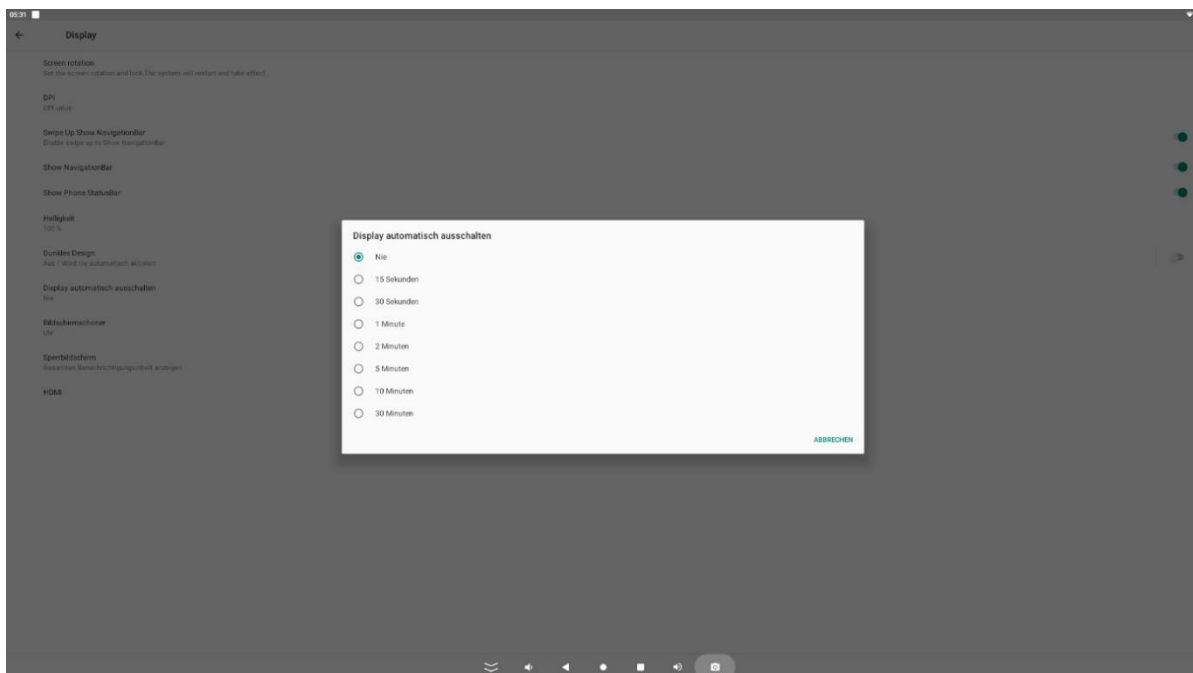 05:31
Display
Screen rotation
Set the screen rotation and lock.The system will restart and take effect.
DPI
DPI value
Swipe Up Show NavigationBar
Enable swipe up to Show NavigationBar
Show NavigationBar
Show Phone StatusBar
Helligkeit
100 %
Dunkles Design
Aus / Wird nie automatisch aktiviert
Display automatisch ausschalten
Nie
Bildschirmschoner
Uhr
Sperrbildschirm
Gesamten Benachrichtigungsinhalt anzeigen
HDMI
Display automatisch ausschalten
Nie
15 Sekunden
30 Sekunden
1 Minute
2 Minuten
5 Minuten
10 Minuten
30 Minuten
ABBRECHEN